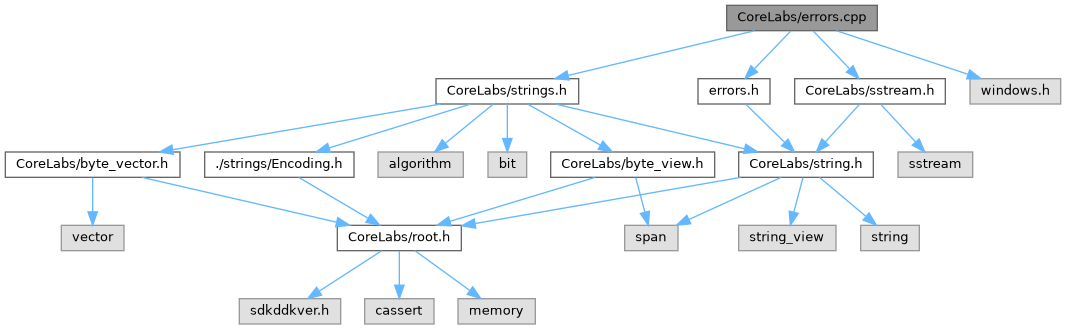 CoreLabs/errors.cpp
CoreLabs/strings.h
errors.h
CoreLabs/sstream.h
windows.h
CoreLabs/byte_vector.h
./strings/Encoding.h
algorithm
bit
CoreLabs/byte_view.h
CoreLabs/string.h
sstream
vector
CoreLabs/root.h
span
string_view
string
sdkddkver.h
cassert
memory